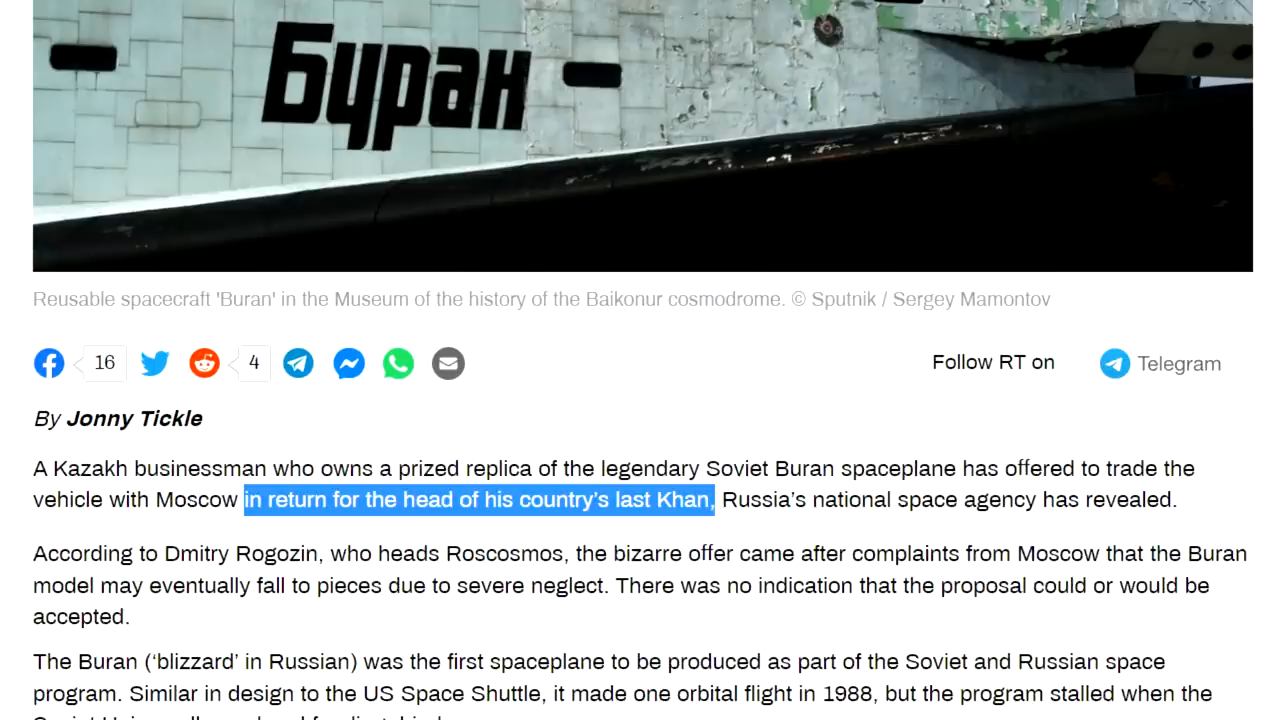 Буран
Reusable spacecraft 'Buran' in the Museum of the history of the Baikonur cosmodrome. © Sputnik / Sergey Mamontov
16
4
Follow RT on
Telegram
By Jonny Tickle
A Kazakh businessman who owns a prized replica of the legendary Soviet Buran spaceplane has offered to trade the
vehicle with Moscow in return for the head of his country’s last Khan, Russia’s national space agency has revealed.
According to Dmitry Rogozin, who heads Roscosmos, the bizarre offer came after complaints from Moscow that the Buran
model may eventually fall to pieces due to severe neglect. There was no indication that the proposal could or would be
accepted.
The Buran (‘blizzard’ in Russian) was the first spaceplane to be produced as part of the Soviet and Russian space
program. Similar in design to the US Space Shuttle, it made one orbital flight in 1988, but the program stalled when the